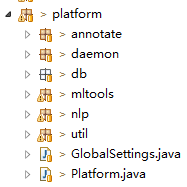 > platform
> annotate
> daemon
> db
> mltools
> nlp
> util
> GlobalSettings.java
> Platform.java